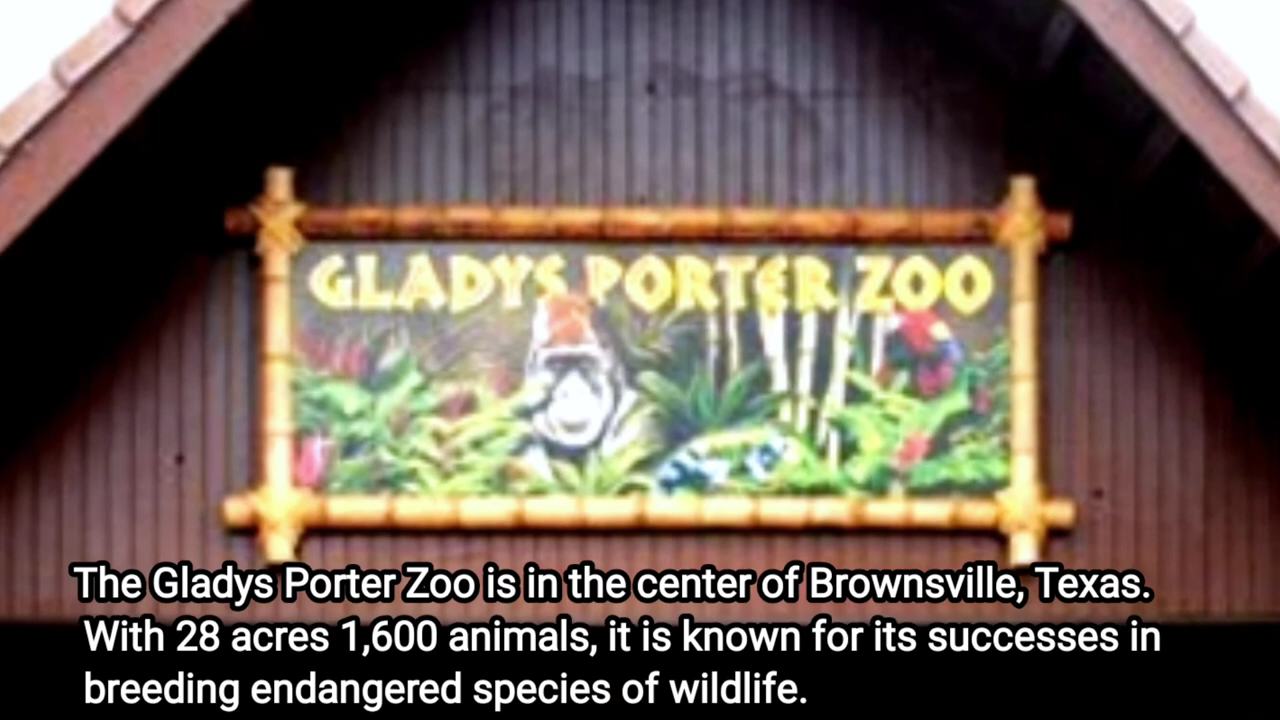 GLADYS PORTER ZOO
The Gladys Porter Zoo is in the center of Brownsville, Texas.
With 28 acres 1,600 animals, it is known for its successes in
breeding endangered species of wildlife.